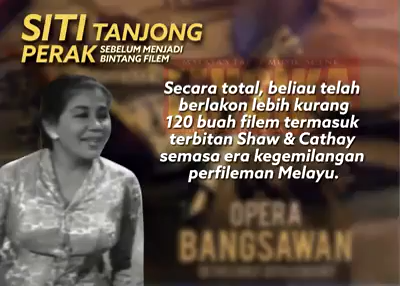 SITI TANJONG
PERAK SEBELUM MENJADI
BINTANG FILEM
Secara total, beliau telah
berlakon lebih kurang
120 buah filem termasuk
terbitan Shaw & Cathay
semasa era kegemilangan
perfileman Melayu.
OPERA
BANGSAWAN